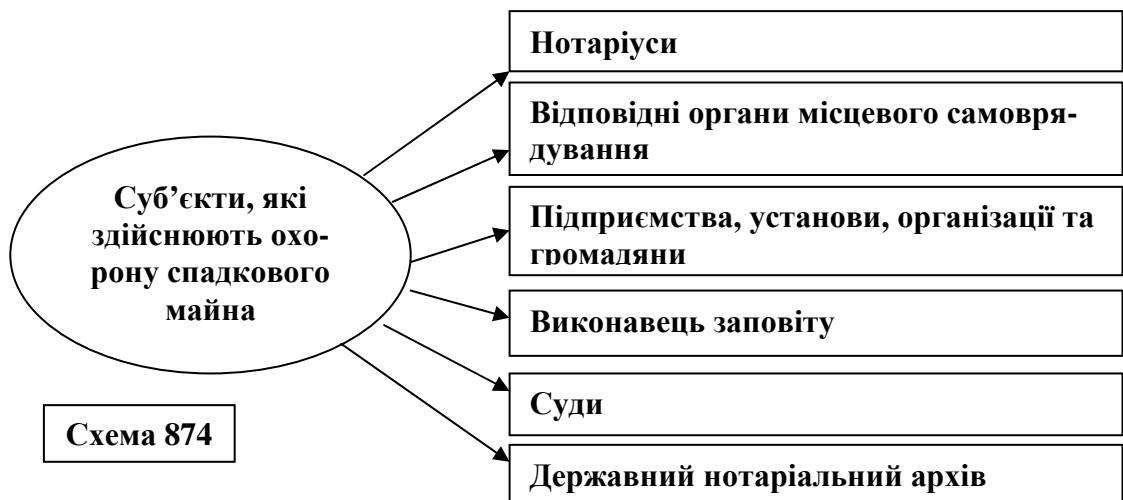 Нотаріуси
Відповідні органи місцевого самовря-
дування
Суб’єкти, які
здійснюють охо-
рону спадкового
майна
Підприємства, установи, організації та
громадяни
Виконавець заповіту
Суди
Схема 874
Державний нотаріальний архів